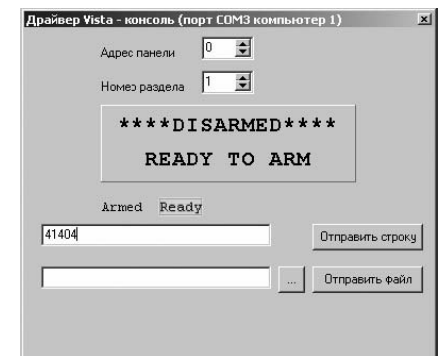 Драйвер Vista - консоль (порт COM3 компьютер 1)
Адрес панели 0
Номер раздела 1
****DISARMED****
READY TO ARM
Armed Ready
41404 Отправить строку
... Отправить файл